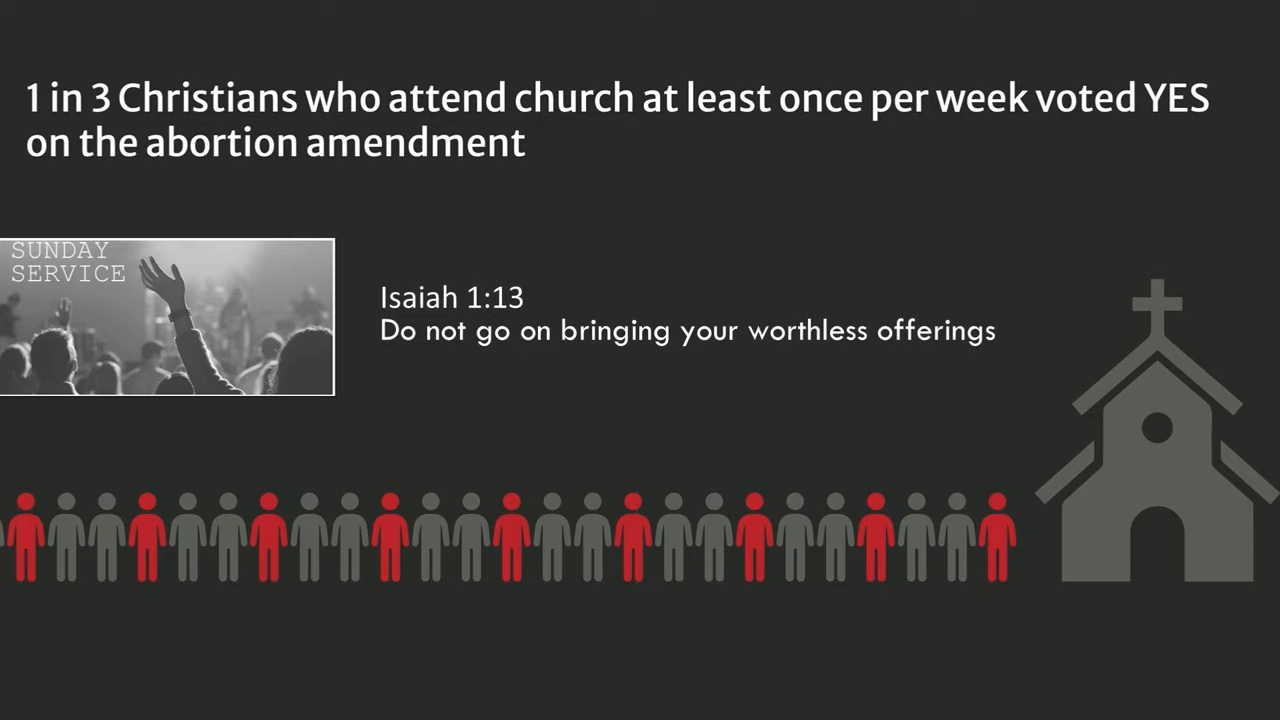 1 in 3 Christians who attend church at least once per week voted YES
on the abortion amendment
SUNDAY
SERVICE
Isaiah 1:13
Do not go on bringing your worthless offerings